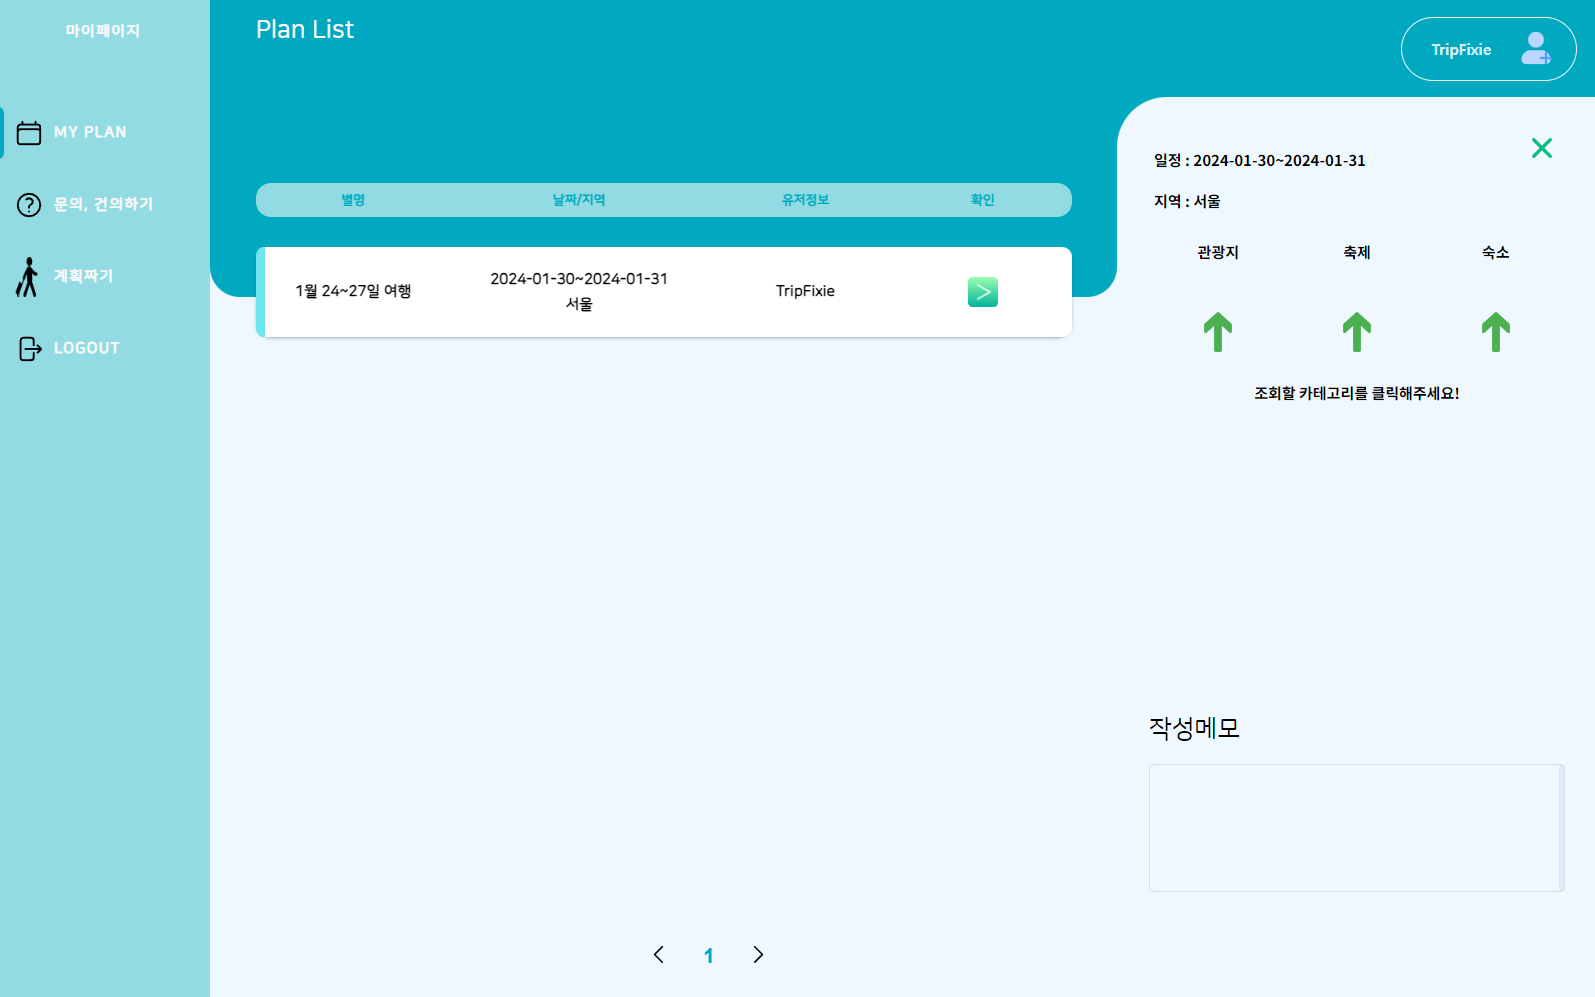 마이페이지
MY PLAN
문의, 건의하기
계획짜기
LOGOUT
Plan List
TripFixie
별명 날짜/지역 유저정보 확인
1월 24~27일 여행
2024-01-30~2024-01-31
서울
TripFixie
1
일정 : 2024-01-30~2024-01-31
지역 : 서울
관광지 축제 숙소
조회할 카테고리를 클릭해주세요!
작성메모